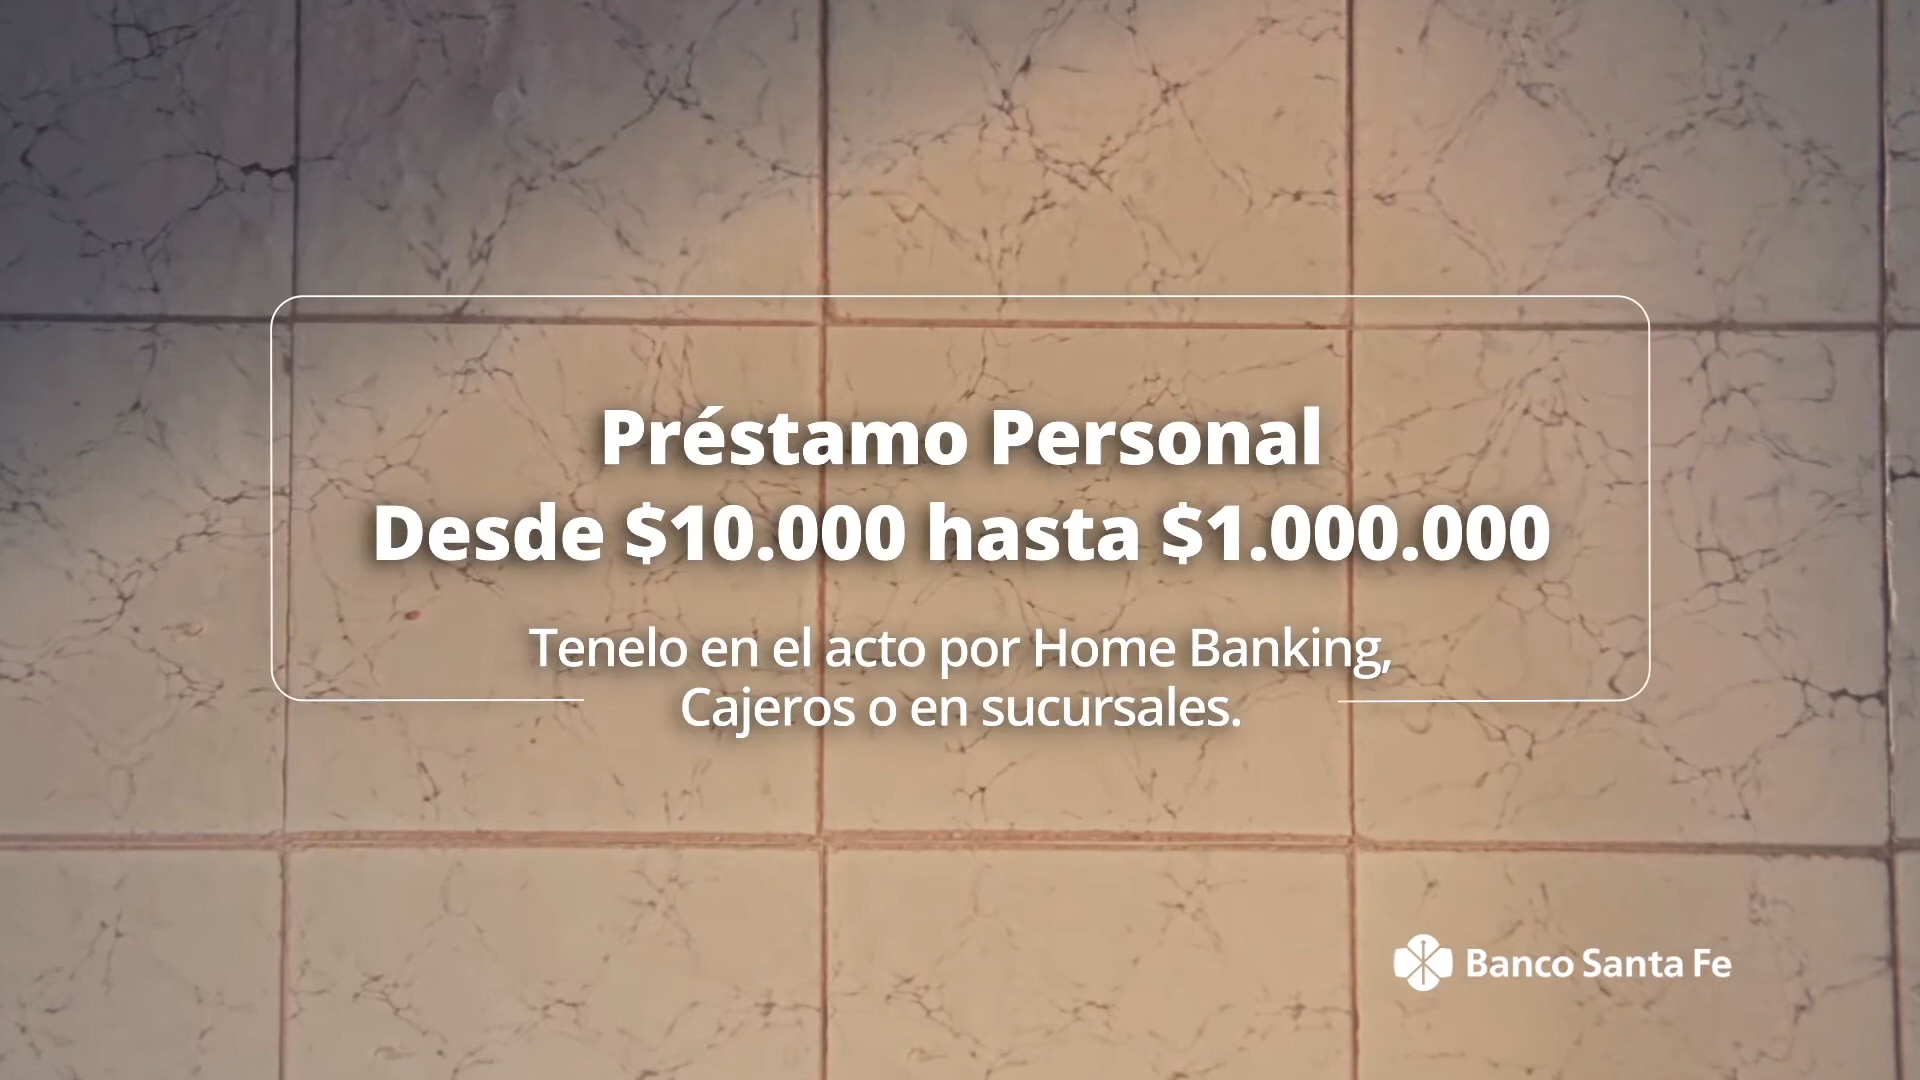 Préstamo Personal
Desde $10.000 hasta $1.000.000
Tenelo en el acto por Home Banking,
Cajeros o en sucursales.
Banco Santa Fe